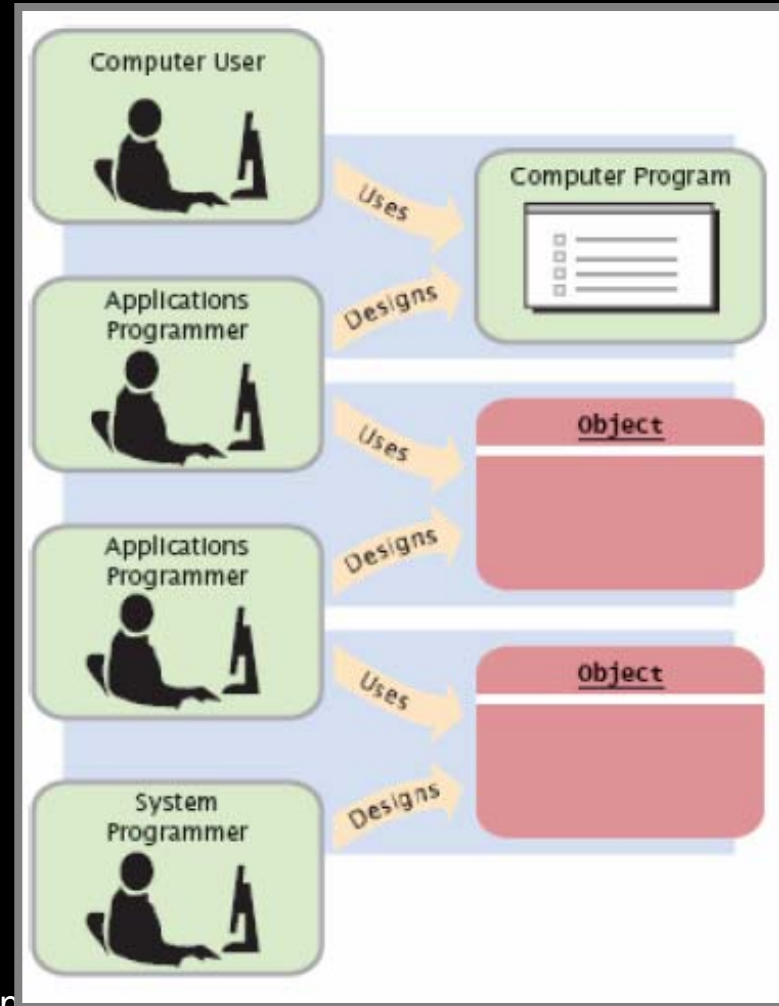 Computer User
Uses
Computer Program
Designs
Applications
Programmer
Uses
Object
Designs
Applications
Programmer
Uses
Object
Designs
System
Programmer